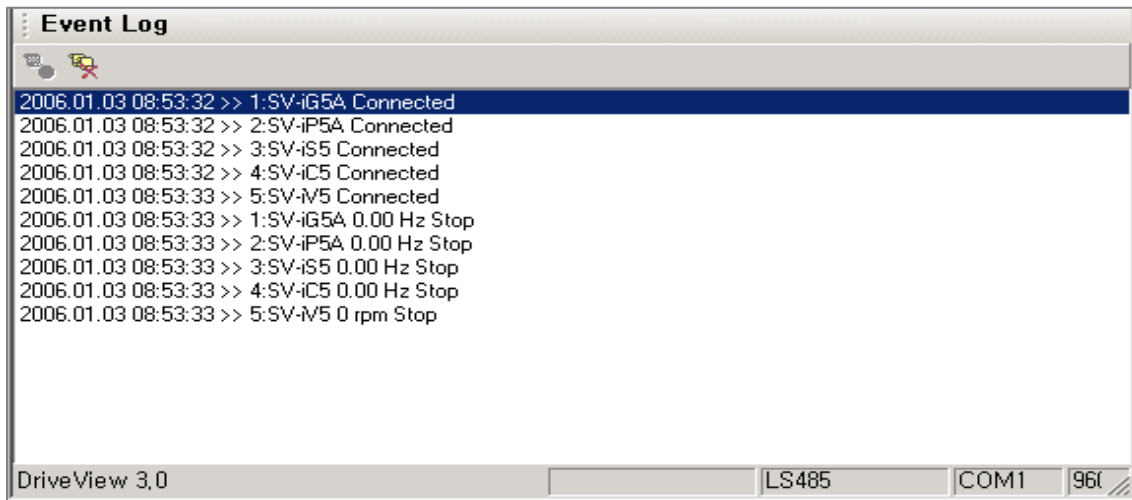 Event Log
2006.01.03 08:53:32 >> 1:SV-iG5A Connected
2006.01.03 08:53:32 >> 2:SV-iP5A Connected
2006.01.03 08:53:32 >> 3:SV-iS5 Connected
2006.01.03 08:53:32 >> 4:SV-iC5 Connected
2006.01.03 08:53:33 >> 5:SV-iV5 Connected
2006.01.03 08:53:33 >> 1:SV-iG5A 0.00 Hz Stop
2006.01.03 08:53:33 >> 2:SV-iP5A 0.00 Hz Stop
2006.01.03 08:53:33 >> 3:SV-iS5 0.00 Hz Stop
2006.01.03 08:53:33 >> 4:SV-iC5 0.00 Hz Stop
2006.01.03 08:53:33 >> 5:SV-iV5 0 rpm Stop
DriveView 3,0 LS485 COM1